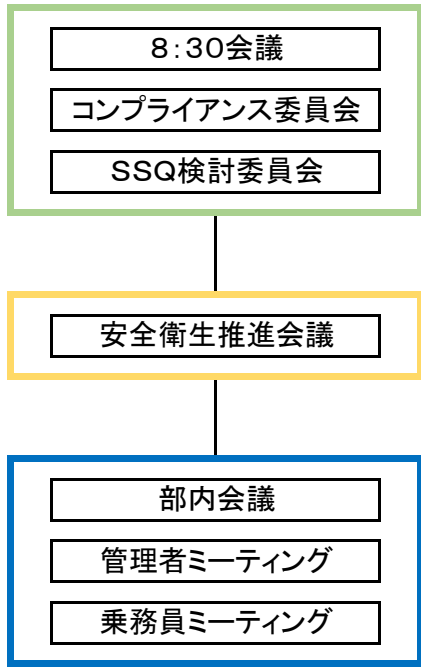 ８：３０会議
コンプライアンス委員会
ＳＳＱ検討委員会
安全衛生推進会議
部内会議
管理者ミーティング
乗務員ミーティング